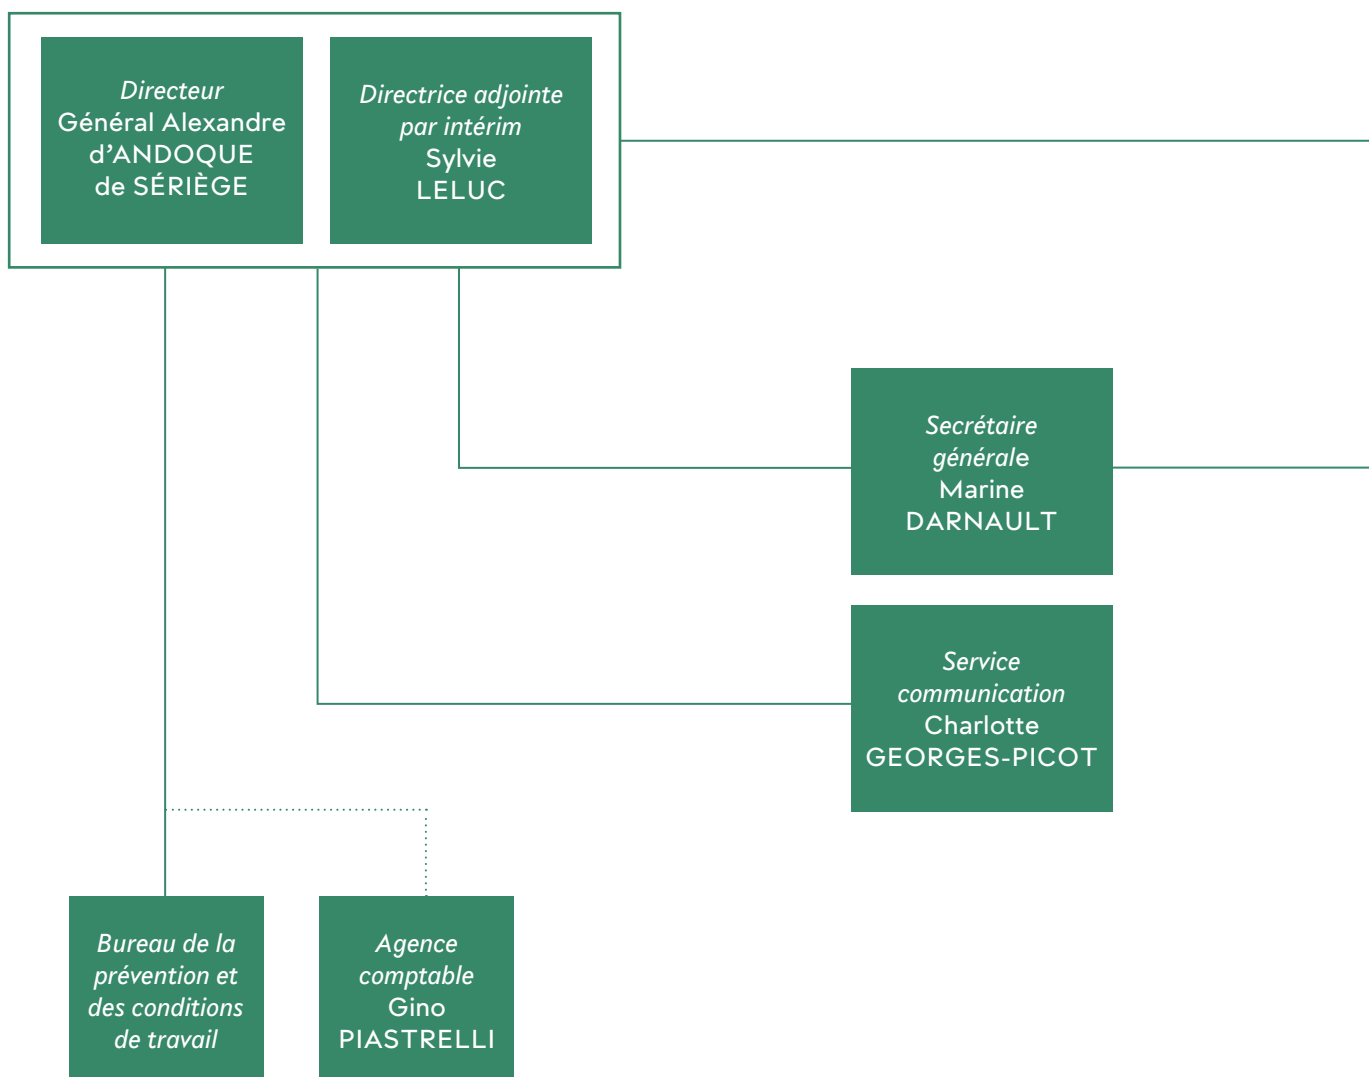 Directeur
Général Alexandre
d’ANDOQUE
de SÉRIÈGE
Directrice adjointe
par intérim
Sylvie
LELUC
Secrétaire
générale
Marine
DARNAULT
Service
communication
Charlotte
GEORGES-PICOT
Bureau de la
prévention et
des conditions
de travail
Agence
comptable
Gino
PIASTRELLI